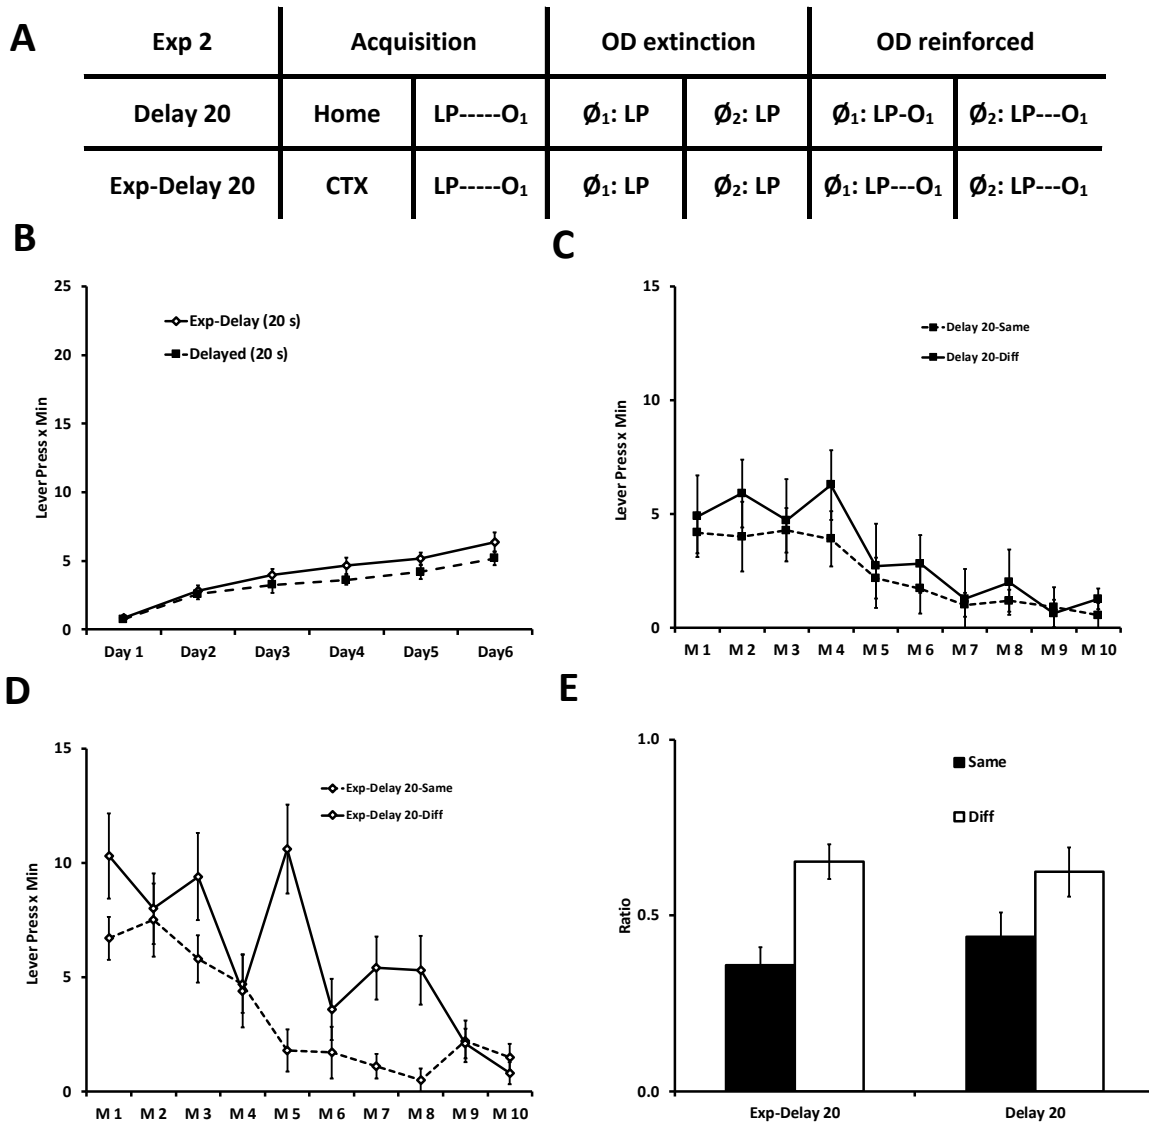 A
Exp 2 Acquisition OD extinction OD reinforced
Delay 20 Home LP-----O₁ Ø₁: LP Ø₂: LP Ø₁: LP-O₁ Ø₂: LP---O₁
Exp-Delay 20 CTX LP-----O₁ Ø₁: LP Ø₂: LP Ø₁: LP---O₁ Ø₂: LP---O₁
B
Lever Press x Min
25
20
15
10
5
0
Exp-Delay (20 s)
Delayed (20 s)
Day 1 Day2 Day3 Day4 Day5 Day6
C
Lever Press x Min
15
10
5
0
Delay 20-Same
Delay 20-Diff
M 1 M 2 M 3 M 4 M 5 M 6 M 7 M 8 M 9 M 10
D
Lever Press x Min
15
10
5
0
Exp-Delay 20-Same
Exp-Delay 20-Diff
M 1 M 2 M 3 M 4 M 5 M 6 M 7 M 8 M 9 M 10
E
Ratio
1.0
0.5
0.0
Same
Diff
Exp-Delay 20 Delay 20